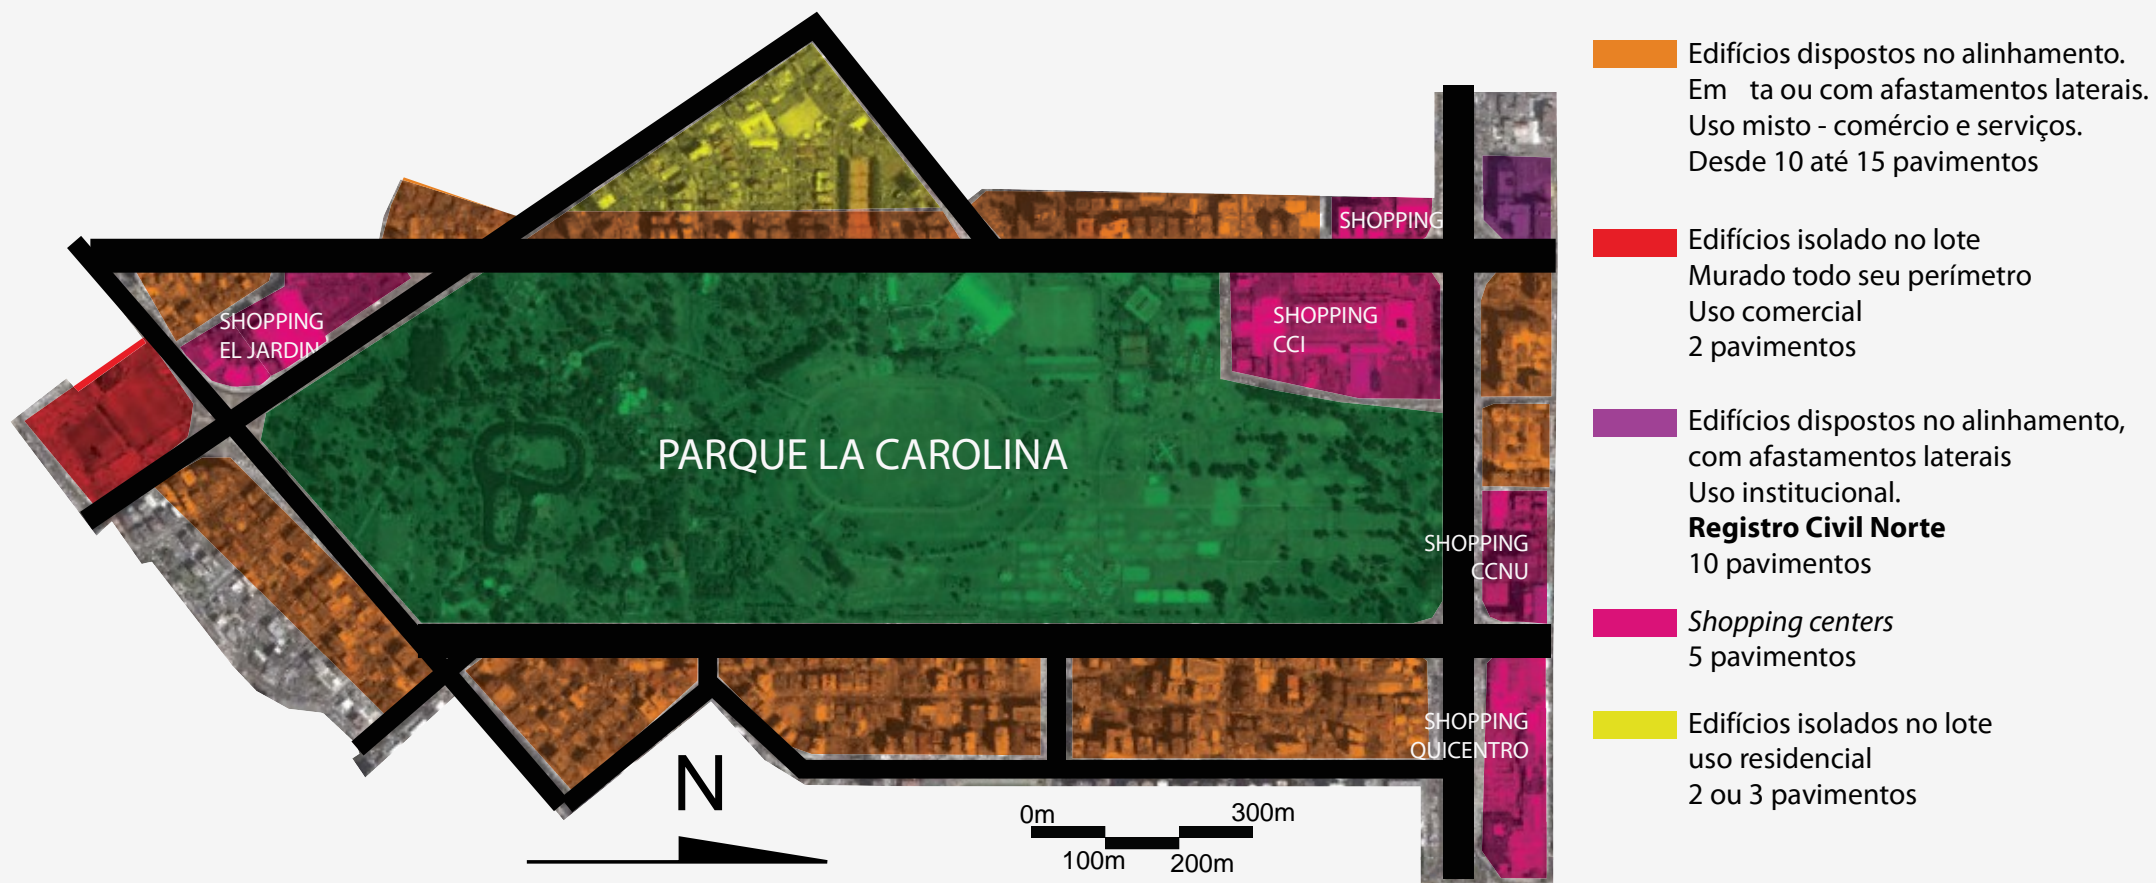 SHOPPING
SHOPPING
EL JARDIN
SHOPPING
CCI
PARQUE LA CAROLINA
SHOPPING
CCNU
SHOPPING
QUICENTRO
N
0m
300m
100m
200m
Edifícios dispostos no alinhamento.
Em ta ou com afastamentos laterais.
Uso misto - comércio e serviços.
Desde 10 até 15 pavimentos
Edifícios isolado no lote
Murado todo seu perímetro
Uso comercial
2 pavimentos
Edifícios dispostos no alinhamento,
com afastamentos laterais
Uso institucional.
Registro Civil Norte
10 pavimentos
Shopping centers
5 pavimentos
Edifícios isolados no lote
uso residencial
2 ou 3 pavimentos